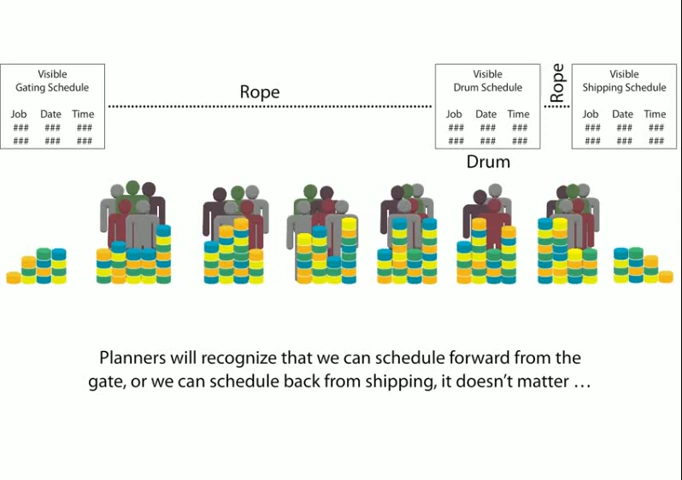 Visible
Gating Schedule
Job Date Time
### ### ###
### ### ###
Rope
Visible
Drum Schedule
Job Date Time
### ### ###
### ### ###
Drum
Rope
Visible
Shipping Schedule
Job Date Time
### ### ###
### ### ###
Planners will recognize that we can schedule forward from the
gate, or we can schedule back from shipping, it doesn’t matter …